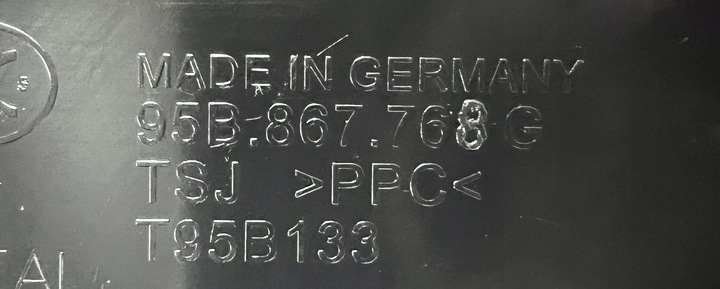 MADE IN GERMANY
95B.867.768 G
TSJ >PPC<
T95B133